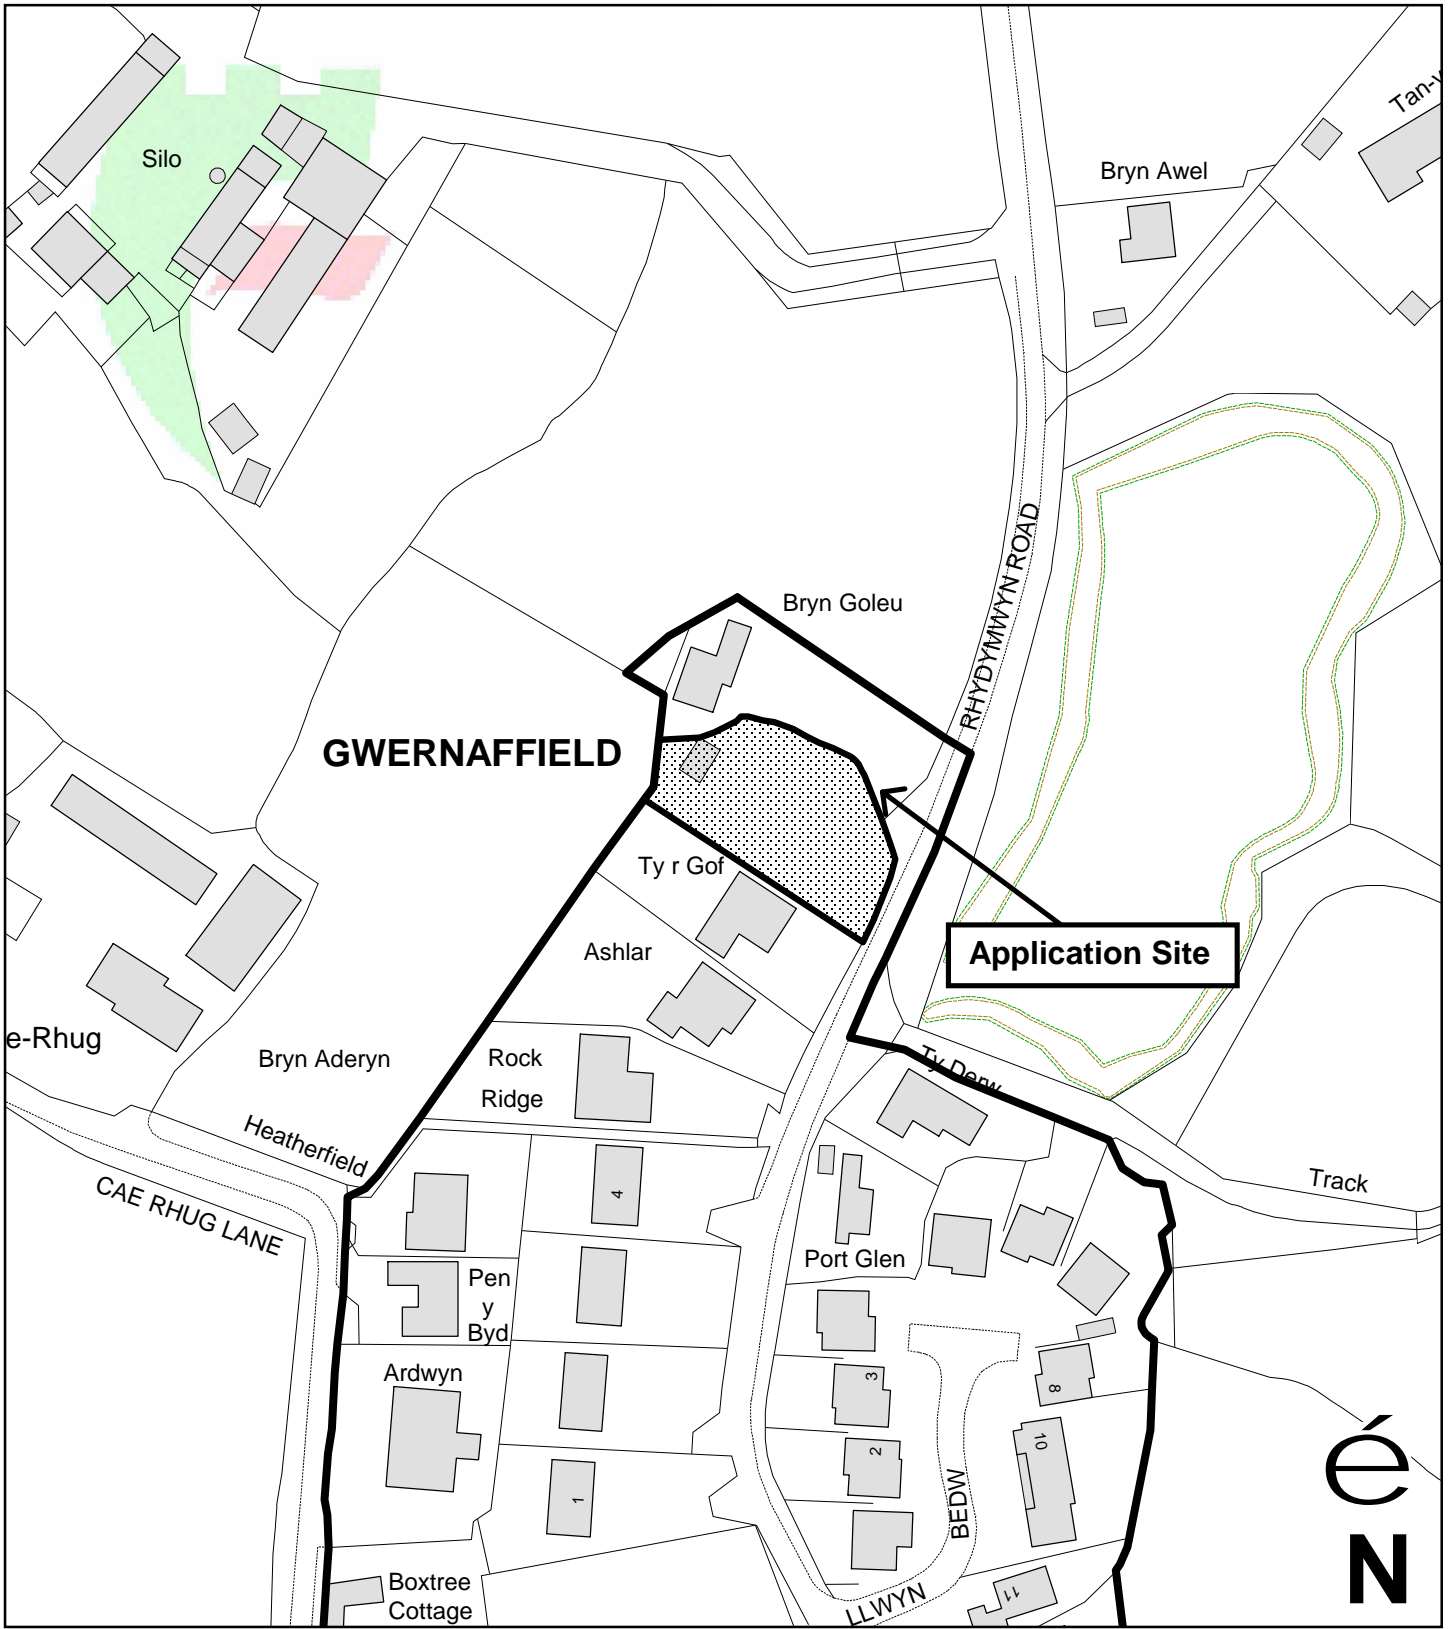 Silo
Tan-y
Bryn Awel
RHYDYMWYN ROAD
Bryn Goleu
GWERNAFFIELD
Ty r Gof
Application Site
Ashlar
e-Rhug
Bryn Aderyn
Rock
Ridge
Ty Derw
Heatherfield
CAE RHUG LANE
Track
4
Port Glen
Pen
y
Byd
Ardwyn
3
8
2
10
1
BEDW
é
N
Boxtree
Cottage
LLWYN
11